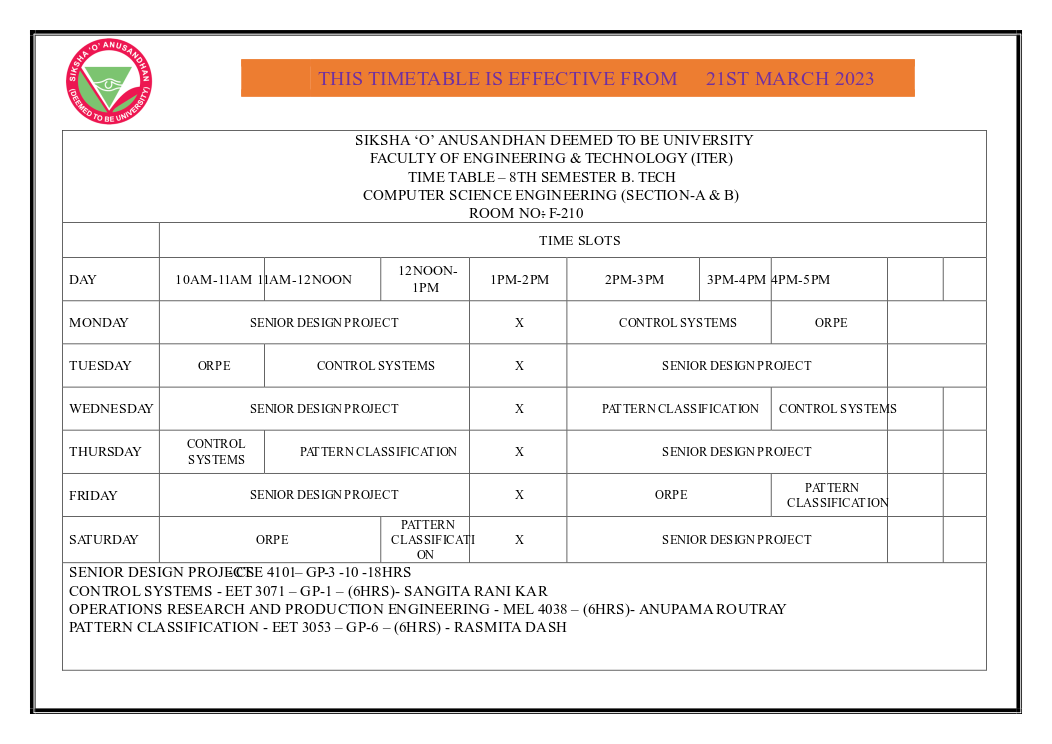 SIKSHA 'O' ANUSANDHAN
(DEEMED TO BE UNIVERSITY)
THIS TIMETABLE IS EFFECTIVE FROM 21ST MARCH 2023
SIKSHA ‘O’ ANUSANDHAN DEEMED TO BE UNIVERSITY
FACULTY OF ENGINEERING & TECHNOLOGY (ITER)
TIME TABLE – 8TH SEMESTER B. TECH
COMPUTER SCIENCE ENGINEERING (SECTION-A & B)
ROOM NO: F-210
TIME SLOTS
DAY 10AM-11AM 11AM-12NOON 12NOON-1PM 1PM-2PM 2PM-3PM 3PM-4PM 4PM-5PM
MONDAY SENIOR DESIGN PROJECT X CONTROL SYSTEMS ORPE
TUESDAY ORPE CONTROL SYSTEMS X SENIOR DESIGN PROJECT
WEDNESDAY SENIOR DESIGN PROJECT X PATTERN CLASSIFICATION CONTROL SYSTEMS
THURSDAY CONTROL SYSTEMS PATTERN CLASSIFICATION X SENIOR DESIGN PROJECT
FRIDAY SENIOR DESIGN PROJECT X ORPE PATTERN CLASSIFICATION
SATURDAY ORPE PATTERN CLASSIFICATION X SENIOR DESIGN PROJECT
SENIOR DESIGN PROJECTS - CSE 4101 – GP-3 -10 -18HRS
CONTROL SYSTEMS - EET 3071 – GP-1 – (6HRS)- SANGITA RANI KAR
OPERATIONS RESEARCH AND PRODUCTION ENGINEERING - MEL 4038 – (6HRS)- ANUPAMA ROUTRAY
PATTERN CLASSIFICATION - EET 3053 – GP-6 – (6HRS) - RASMITA DASH